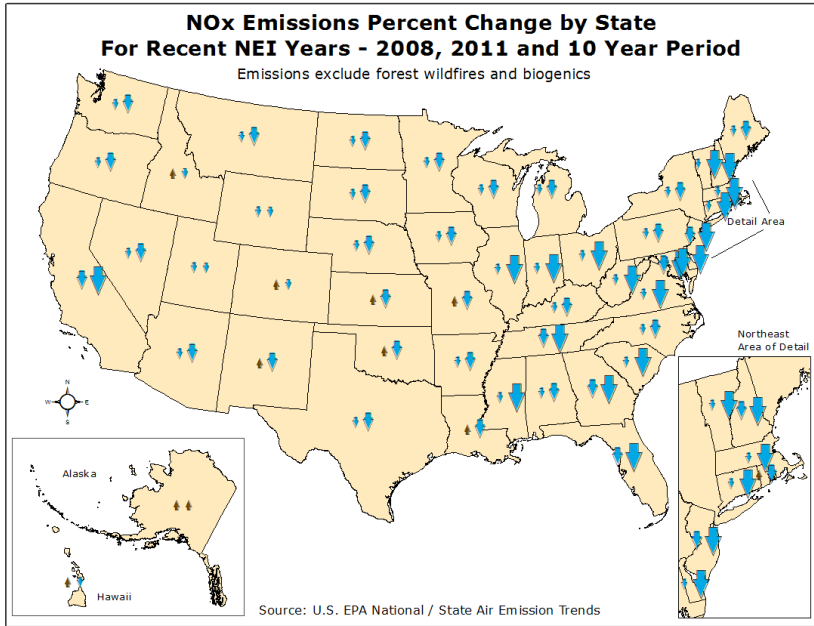 NOx Emissions Percent Change by State
For Recent NEI Years - 2008, 2011 and 10 Year Period
Emissions exclude forest wildfires and biogenics
Detail Area
Northeast
Area of Detail
N
W
E
S
Alaska
Hawaii
Source: U.S. EPA National / State Air Emission Trends